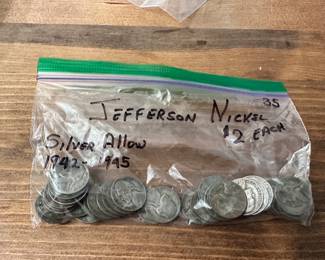 35
JEFFERSON NICKEL
$2 EACH
SILVER Alloy
1942-1945